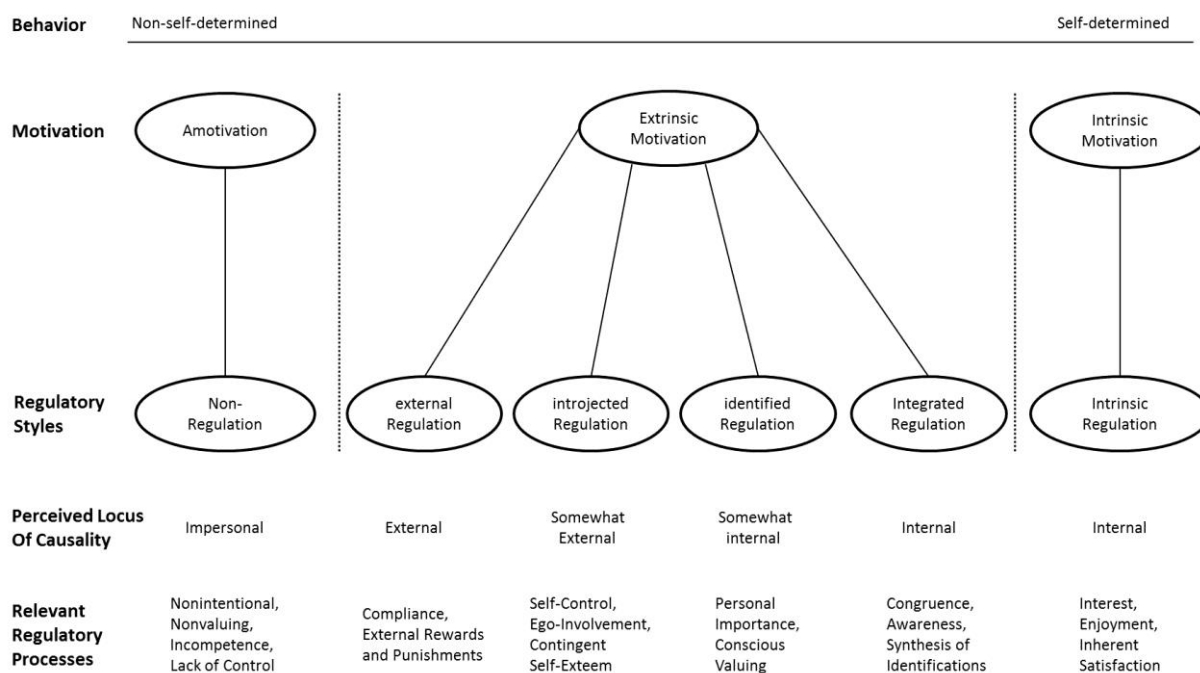 Behavior
Non-self-determined
Self-determined
Motivation
Amotivation
Extrinsic
Motivation
Intrinsic
Motivation
Regulatory
Styles
Non-
Regulation
external
Regulation
introjected
Regulation
identified
Regulation
Integrated
Regulation
Intrinsic
Regulation
Perceived Locus
Of Causality
Impersonal
External
Somewhat
External
Somewhat
internal
Internal
Internal
Relevant
Regulatory
Processes
Nonintentional,
Nonvaluing,
Incompetence,
Lack of Control
Compliance,
External Rewards
and Punishments
Self-Control,
Ego-Involvement,
Contingent
Self-Exteem
Personal
Importance,
Conscious
Valuing
Congruence,
Awareness,
Synthesis of
Identifications
Interest,
Enjoyment,
Inherent
Satisfaction